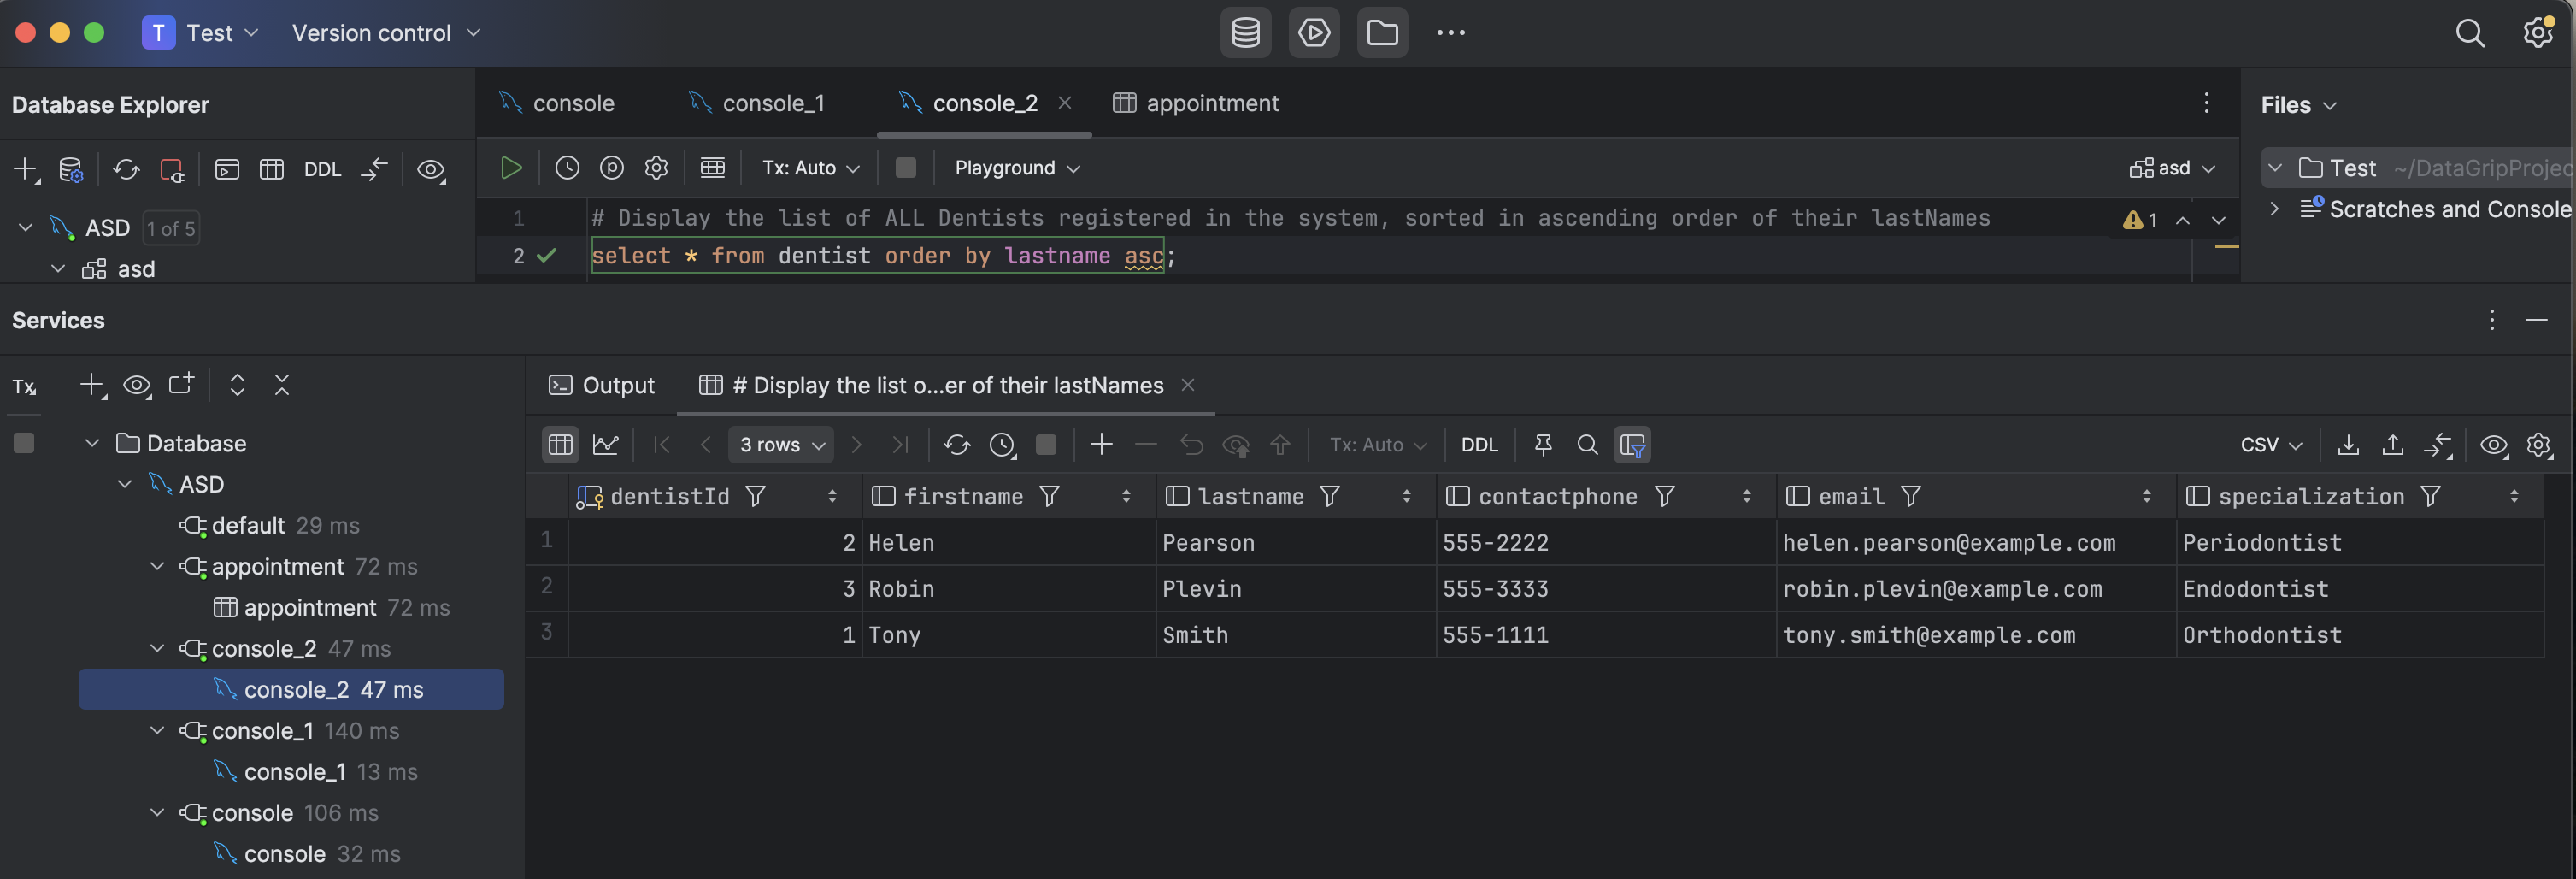 T Test Version control
Database Explorer
console console_1 console_2 appointment
Files
DDL
Tx: Auto Playground asd
Test ~/DataGripProjec
ASD 1 of 5
asd
1 # Display the list of ALL Dentists registered in the system, sorted in ascending order of their lastNames 1
2 select * from dentist order by lastname asc;
Scratches and Console
Services
Tx
Output # Display the list o...er of their lastNames
3 rows Tx: Auto DDL CSV
Database
ASD
default 29 ms
appointment 72 ms
appointment 72 ms
console_2 47 ms
console_2 47 ms
console_1 140 ms
console_1 13 ms
console 106 ms
console 32 ms
dentistId firstname lastname contactphone email specialization
1 2 Helen Pearson 555-2222 helen.pearson@example.com Periodontist
2 3 Robin Plevin 555-3333 robin.plevin@example.com Endodontist
3 1 Tony Smith 555-1111 tony.smith@example.com Orthodontist